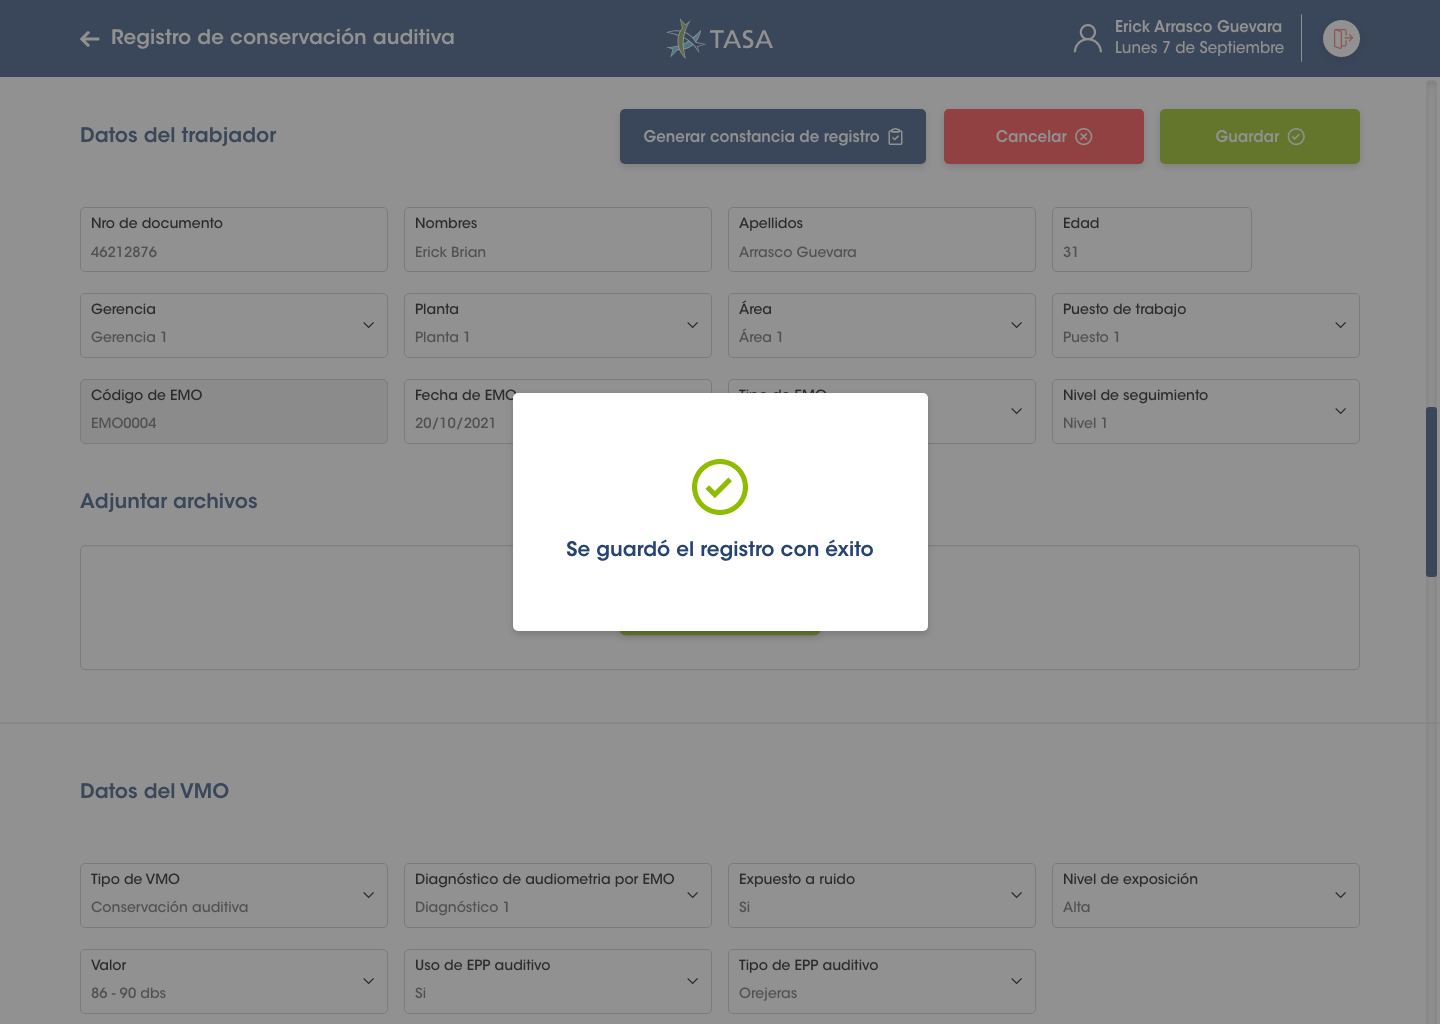 Registro de conservación auditiva
TASA
Erick Arrasco Guevara
Lunes 7 de Septiembre
Datos del trabjador
Generar constancia de registro
Cancelar
Guardar
Nro de documento
46212876
Nombres
Erick Brian
Apellidos
Arrasco Guevara
Edad
31
Gerencia
Gerencia 1
Planta
Planta 1
Área
Área 1
Puesto de trabajo
Puesto 1
Código de EMO
EMO0004
Fecha de EMO
20/10/2021
Tipo de EMO
Nivel de seguimiento
Nivel 1
Adjuntar archivos
Se guardó el registro con éxito
Datos del VMO
Tipo de VMO
Conservación auditiva
Diagnóstico de audiometria por EMO
Diagnóstico 1
Expuesto a ruido
Si
Nivel de exposición
Alta
Valor
86 - 90 dbs
Uso de EPP auditivo
Si
Tipo de EPP auditivo
Orejeras